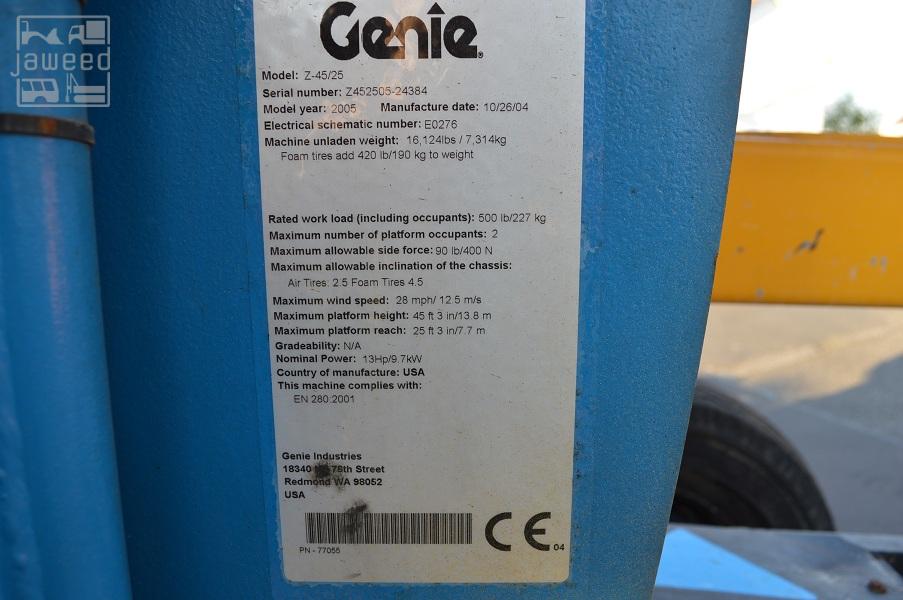 jaweed
Genie
Model: Z-45/25
Serial number: Z452505-24384
Model year: 2005 Manufacture date: 10/26/04
Electrical schematic number: E0276
Machine unladen weight: 16,124lbs / 7,314kg
Foam tires add 420 lb/190 kg to weight
Rated work load (including occupants): 500 lb/227 kg
Maximum number of platform occupants: 2
Maximum allowable side force: 90 lb/400 N
Maximum allowable inclination of the chassis:
Air Tires: 2.5 Foam Tires 4.5
Maximum wind speed: 28 mph/ 12.5 m/s
Maximum platform height: 45 ft 3 in/13.8 m
Maximum platform reach: 25 ft 3 in/7.7 m
Gradeability: N/A
Nominal Power: 13Hp/9.7kW
Country of manufacture: USA
This machine complies with:
EN 280:2001
Genie Industries
18340 76th Street
Redmond WA 98052
USA
CE 04
PN - 77055